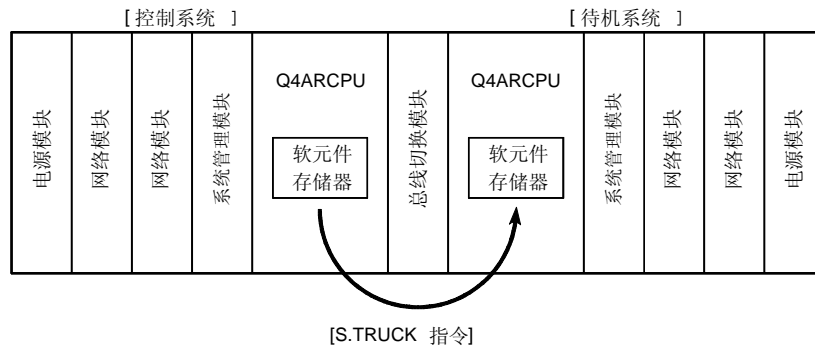 [控制系统 ]
[待机系统 ]
电源模块
网络模块
网络模块
系统管理模块
Q4ARCPU
软元件
存储器
总线切换模块
Q4ARCPU
软元件
存储器
系统管理模块
网络模块
网络模块
电源模块
[S.TRUCK 指令]